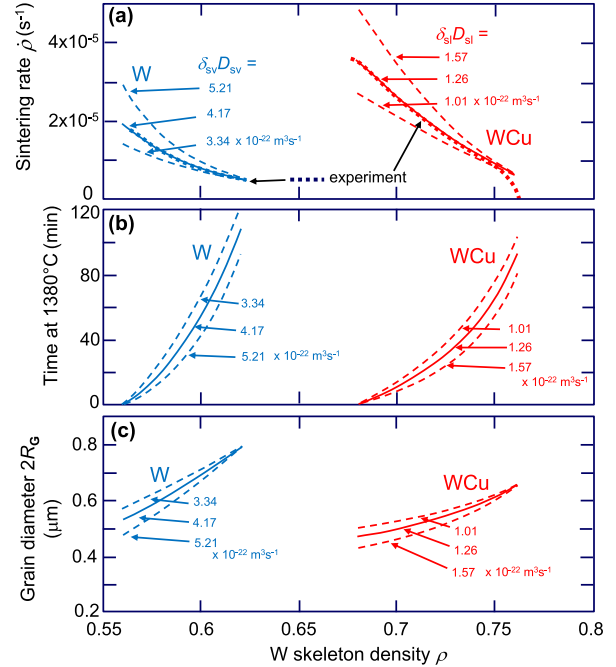 (a)
δsvDsv =
W
5.21
4.17
3.34 x 10-22 m3s-1
δslDsl =
1.57
1.26
1.01 x 10-22 m3s-1
WCu
experiment
Sintering rate ρ̇ (s-1)
4x10-5
2x10-5
0
(b)
W
3.34
4.17
5.21
x 10-22 m3s-1
WCu
1.01
1.26
1.57
x 10-22 m3s-1
Time at 1380°C (min)
120
80
40
0
(c)
W
3.34
4.17
5.21
x 10-22 m3s-1
WCu
1.01
1.26
1.57 x 10-22 m3s-1
Grain diameter 2RG
(μm)
0.8
0.6
0.4
0.2
0.55
0.6
0.65
0.7
0.75
0.8
W skeleton density ρ